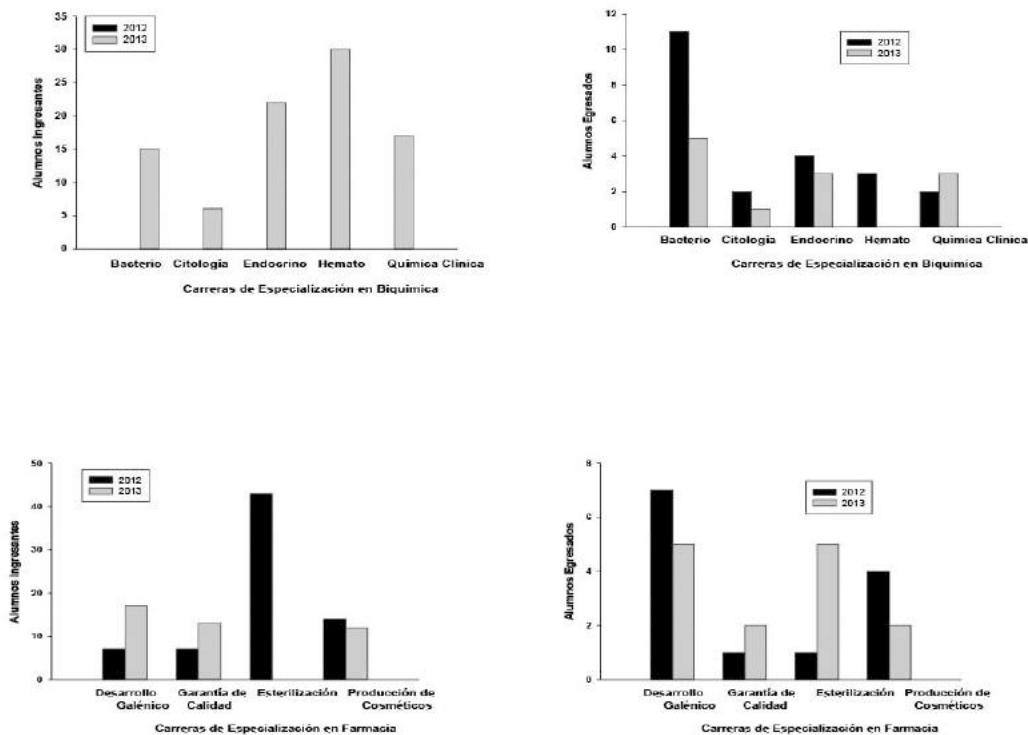 35
30
25
20
15
10
5
0
Alumnos Ingresantes
2012
2013
Bacterio Citologia Endocrino Hemato Quimica Clinica
Carreras de Especialización en Biquimica
12
10
8
6
4
2
0
Alumnos Egresados
2012
2013
Bacterio Citologia Endocrino Hemato Quimica Clinica
Carreras de Especialización en Biquimica
50
40
30
20
10
0
Alumnos Ingresantes
2012
2013
Desarrollo Garantía de Esterilización Producción de
Galénico Calidad Cosméticos
Carreras de Especialización en Farmacia
8
6
4
2
0
Alumnos Egresados
2012
2013
Desarrollo Garantía de Esterilización Producción de
Galénico Calidad Cosméticos
Carreras de Especialización en Farmacia